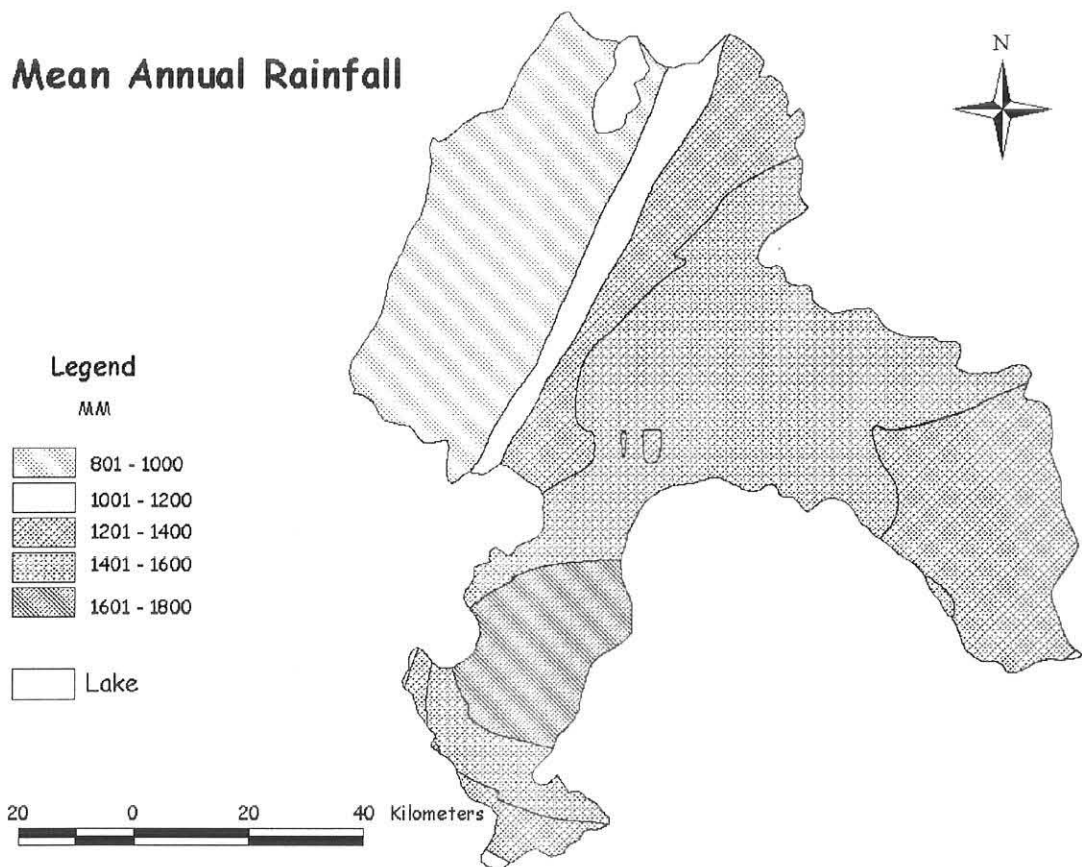 Mean Annual Rainfall
N
Legend
MM
801 - 1000
1001 - 1200
1201 - 1400
1401 - 1600
1601 - 1800
Lake
20 0 20 40 Kilometers